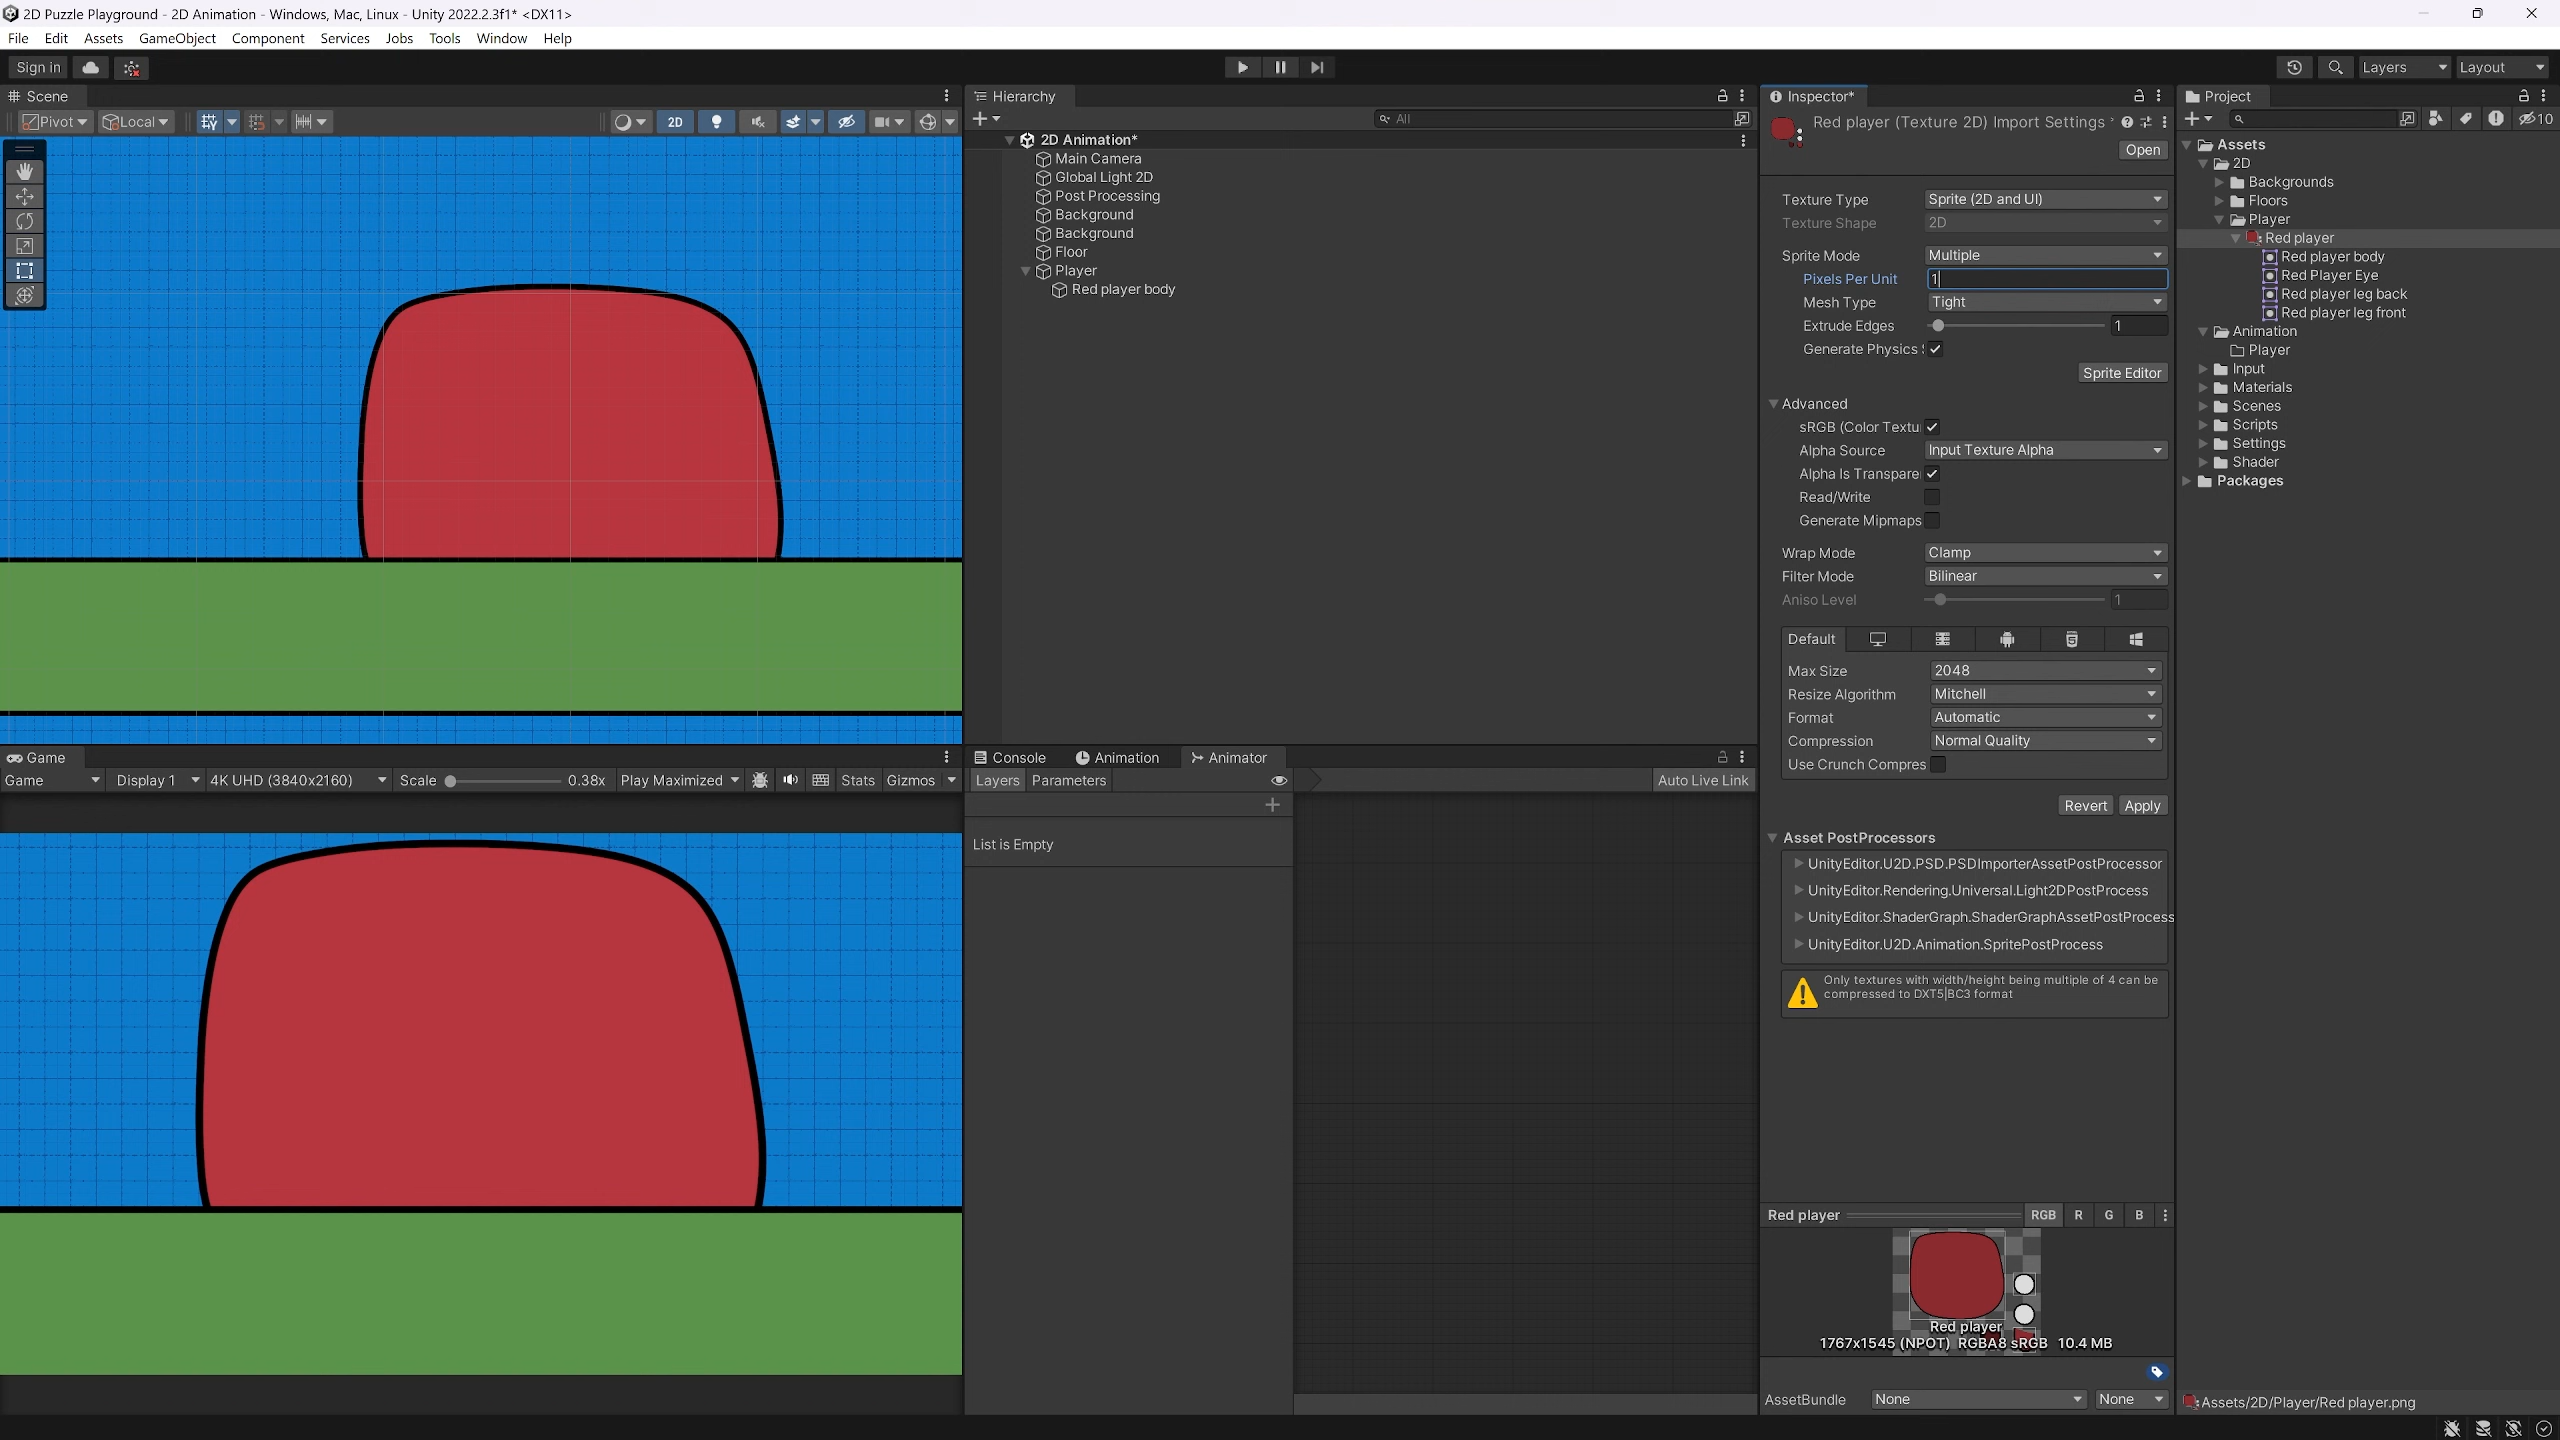 2D Puzzle Playground - 2D Animation - Windows, Mac, Linux - Unity 2022.2.3f1* <DX11>
File Edit Assets GameObject Component Services Jobs Tools Window Help
Sign in
Layers Layout
Scene
Pivot Local 2D
Hierarchy
All
2D Animation*
Main Camera
Global Light 2D
Post Processing
Background
Background
Floor
Player
Red player body
Game
Game Display 1 4K UHD (3840x2160) Scale 0.38x Play Maximized Stats Gizmos
Console Animation Animator
Layers Parameters Auto Live Link
List is Empty
Inspector*
Red player (Texture 2D) Import Settings
Open
Texture Type Sprite (2D and UI)
Texture Shape 2D
Sprite Mode Multiple
Pixels Per Unit 1
Mesh Type Tight
Extrude Edges 1
Generate Physics
Sprite Editor
Advanced
sRGB (Color Textu
Alpha Source Input Texture Alpha
Alpha Is Transpare
Read/Write
Generate Mipmaps
Wrap Mode Clamp
Filter Mode Bilinear
Aniso Level 1
Default
Max Size 2048
Resize Algorithm Mitchell
Format Automatic
Compression Normal Quality
Use Crunch Compres
Revert Apply
Asset PostProcessors
UnityEditor.U2D.PSD.PSDImporterAssetPostProcessor
UnityEditor.Rendering.Universal.Light2DPostProcess
UnityEditor.ShaderGraph.ShaderGraphAssetPostProcess
UnityEditor.U2D.Animation.SpritePostProcess
Only textures with width/height being multiple of 4 can be
compressed to DXT5|BC3 format
Red player RGB R G B
Red player
1767x1545 (NPOT) RGBA8 sRGB 10.4 MB
AssetBundle None None
Project
10
Assets
2D
Backgrounds
Floors
Player
Red player
Red player body
Red Player Eye
Red player leg back
Red player leg front
Animation
Player
Input
Materials
Scenes
Scripts
Settings
Shader
Packages
Assets/2D/Player/Red player.png